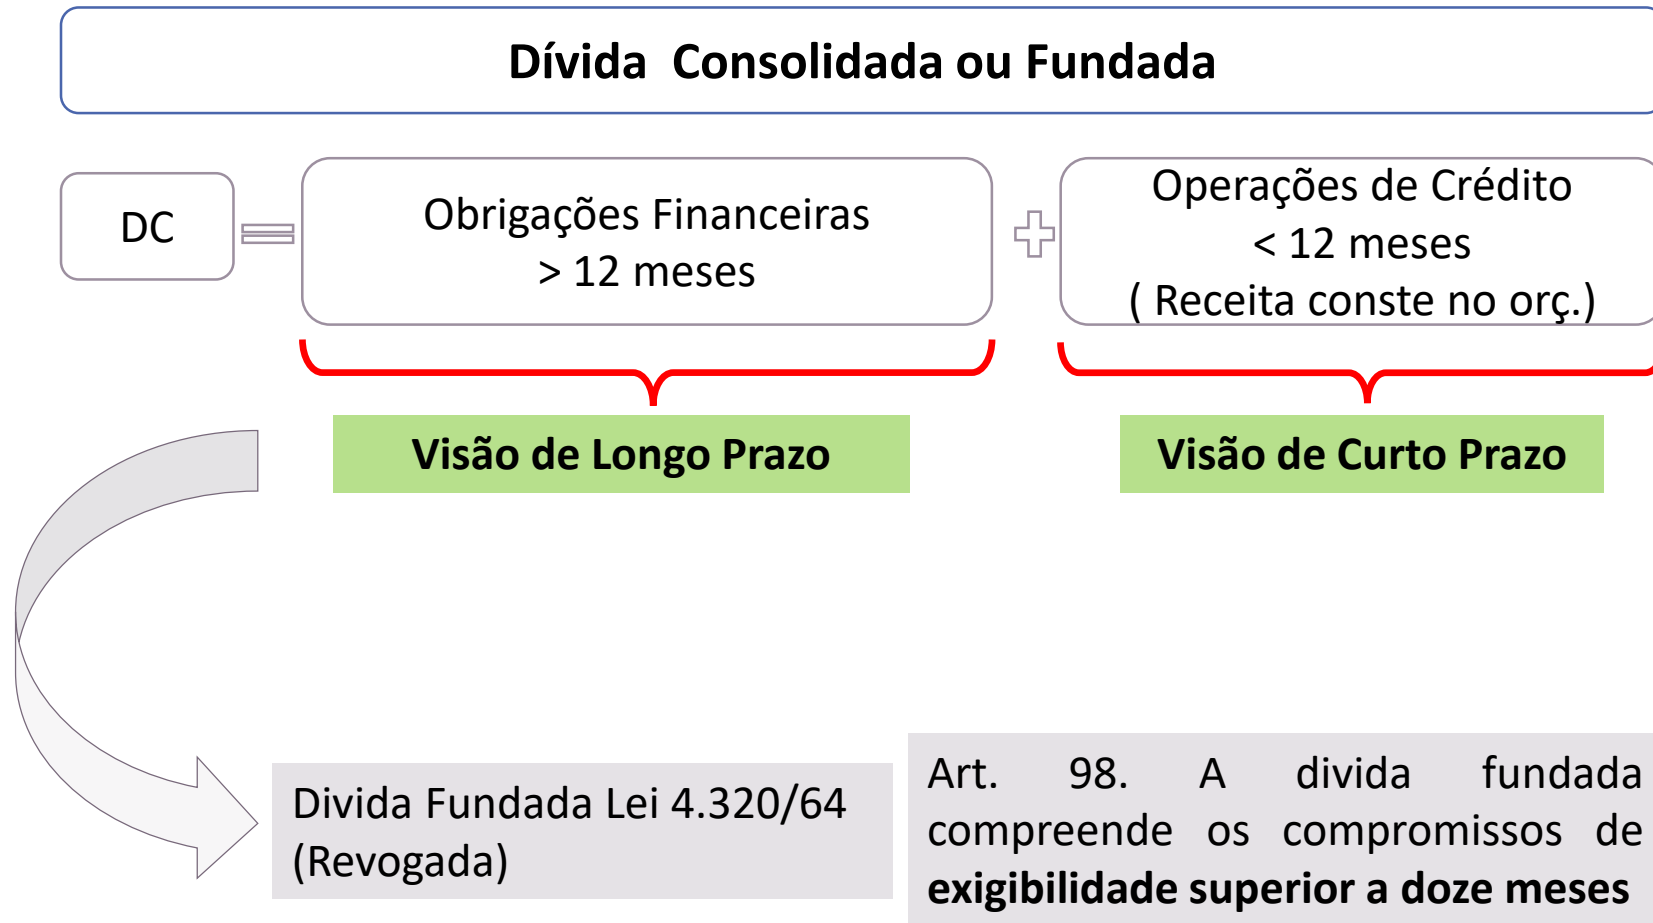 Dívida  Consolidada ou Fundada
DC
Obrigações Financeiras
> 12 meses
Operações de Crédito
< 12 meses
( Receita conste no orç.)
Visão de Longo Prazo
Visão de Curto Prazo
Divida Fundada Lei 4.320/64
(Revogada)
Art. 98. A divida fundada
compreende os compromissos de
exigibilidade superior a doze meses